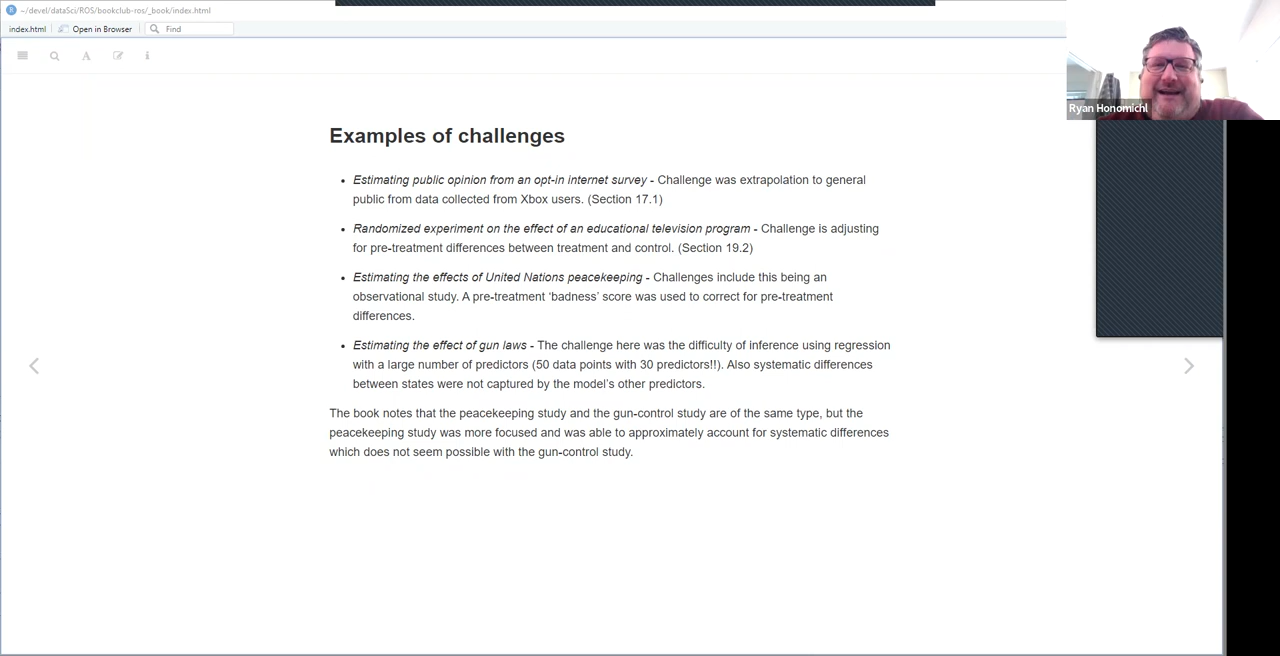 ~/devel/dataSci/ROS/bookclub-ros/_book/index.html
index.html Open in Browser Find
A i
Ryan Honomichl
Examples of challenges
• Estimating public opinion from an opt-in internet survey - Challenge was extrapolation to general
public from data collected from Xbox users. (Section 17.1)
• Randomized experiment on the effect of an educational television program - Challenge is adjusting
for pre-treatment differences between treatment and control. (Section 19.2)
• Estimating the effects of United Nations peacekeeping - Challenges include this being an
observational study. A pre-treatment ‘badness’ score was used to correct for pre-treatment
differences.
• Estimating the effect of gun laws - The challenge here was the difficulty of inference using regression
with a large number of predictors (50 data points with 30 predictors!!). Also systematic differences
between states were not captured by the model’s other predictors.
The book notes that the peacekeeping study and the gun-control study are of the same type, but the
peacekeeping study was more focused and was able to approximately account for systematic differences
which does not seem possible with the gun-control study.